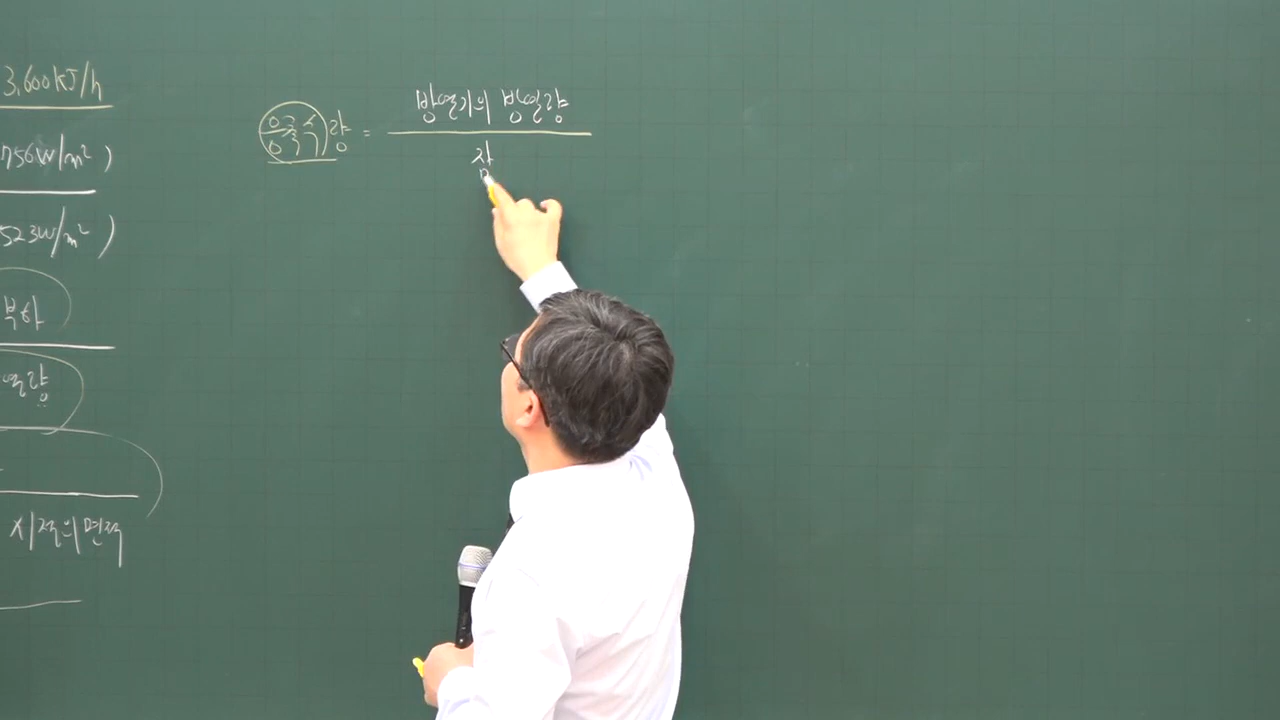 3,600kJ/h
756W/m²)
523W/m²)
부하
열량
시적의면적
응축수량 = 방열기의 방열량
잠